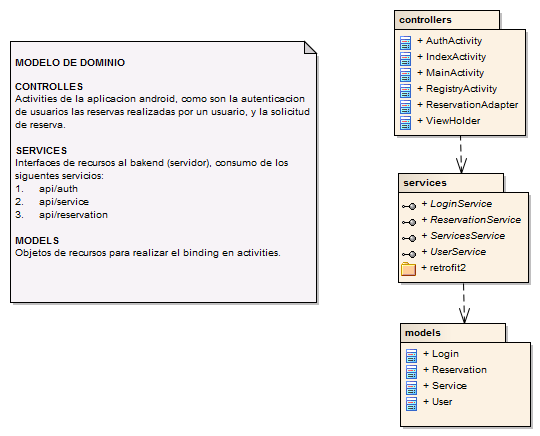 MODELO DE DOMINIO
CONTROLLES
Activities de la aplicacion android, como son la autenticacion
de usuarios las reservas realizadas por un usuario, y la solicitud
de reserva.
SERVICES
Interfaces de recursos al bakend (servidor), consumo de los
siguentes servicios:
1. api/auth
2. api/service
3. api/reservation
MODELS
Objetos de recursos para realizar el binding en activities.
controllers
+ AuthActivity
+ IndexActivity
+ MainActivity
+ RegistryActivity
+ ReservationAdapter
+ ViewHolder
services
+ LoginService
+ ReservationService
+ ServicesService
+ UserService
+ retrofit2
models
+ Login
+ Reservation
+ Service
+ User